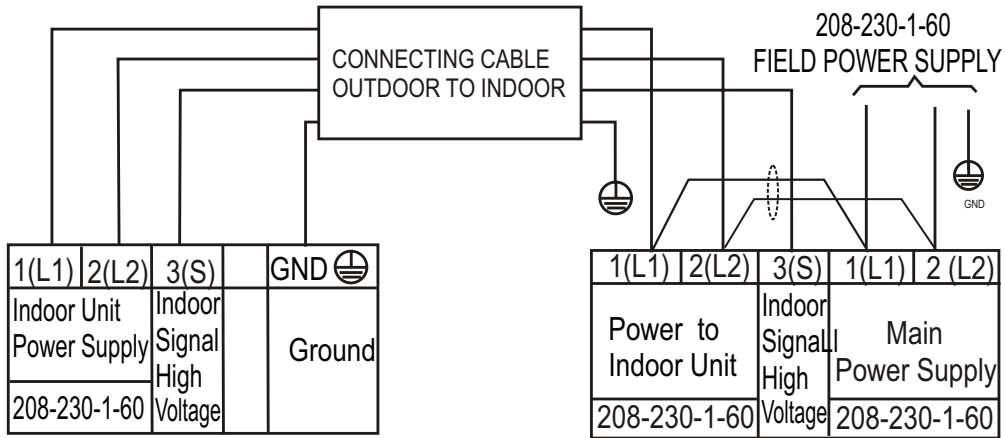 CONNECTING CABLE
OUTDOOR TO INDOOR
208-230-1-60
FIELD POWER SUPPLY
GND
1(L1) 2(L2) 3(S) GND
Indoor Unit
Power Supply
208-230-1-60
Indoor
Signal
High
Voltage
Ground
1(L1) 2(L2) 3(S) 1(L1) 2 (L2)
Power to
Indoor Unit
208-230-1-60
Indoor
SignaLl
High
Voltage
Main
Power Supply
208-230-1-60